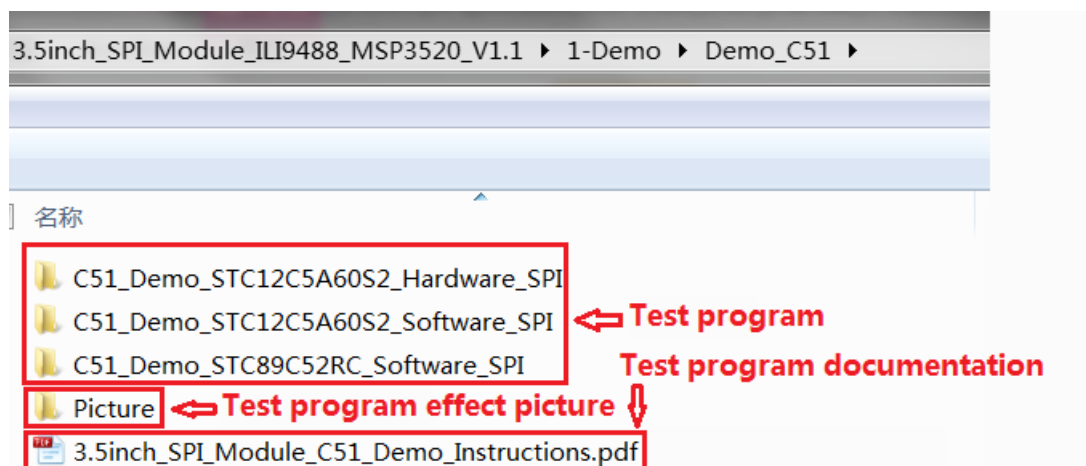 3.5inch_SPI_Module_ILI9488_MSP3520_V1.1 ▸ 1-Demo ▸ Demo_C51 ▸
名称
C51_Demo_STC12C5A60S2_Hardware_SPI
C51_Demo_STC12C5A60S2_Software_SPI
Test program
C51_Demo_STC89C52RC_Software_SPI
Test program documentation
Picture
Test program effect picture
3.5inch_SPI_Module_C51_Demo_Instructions.pdf